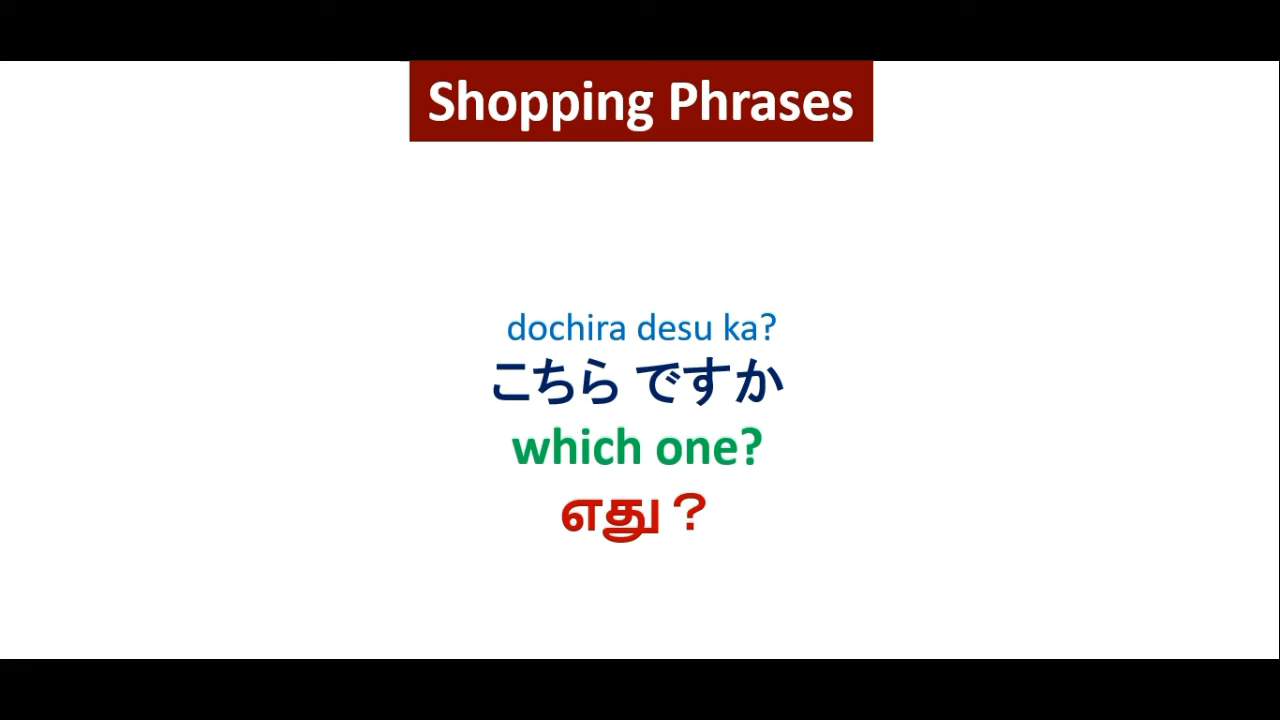 Shopping Phrases
dochira desu ka?
こちら ですか
which one?
எது ?